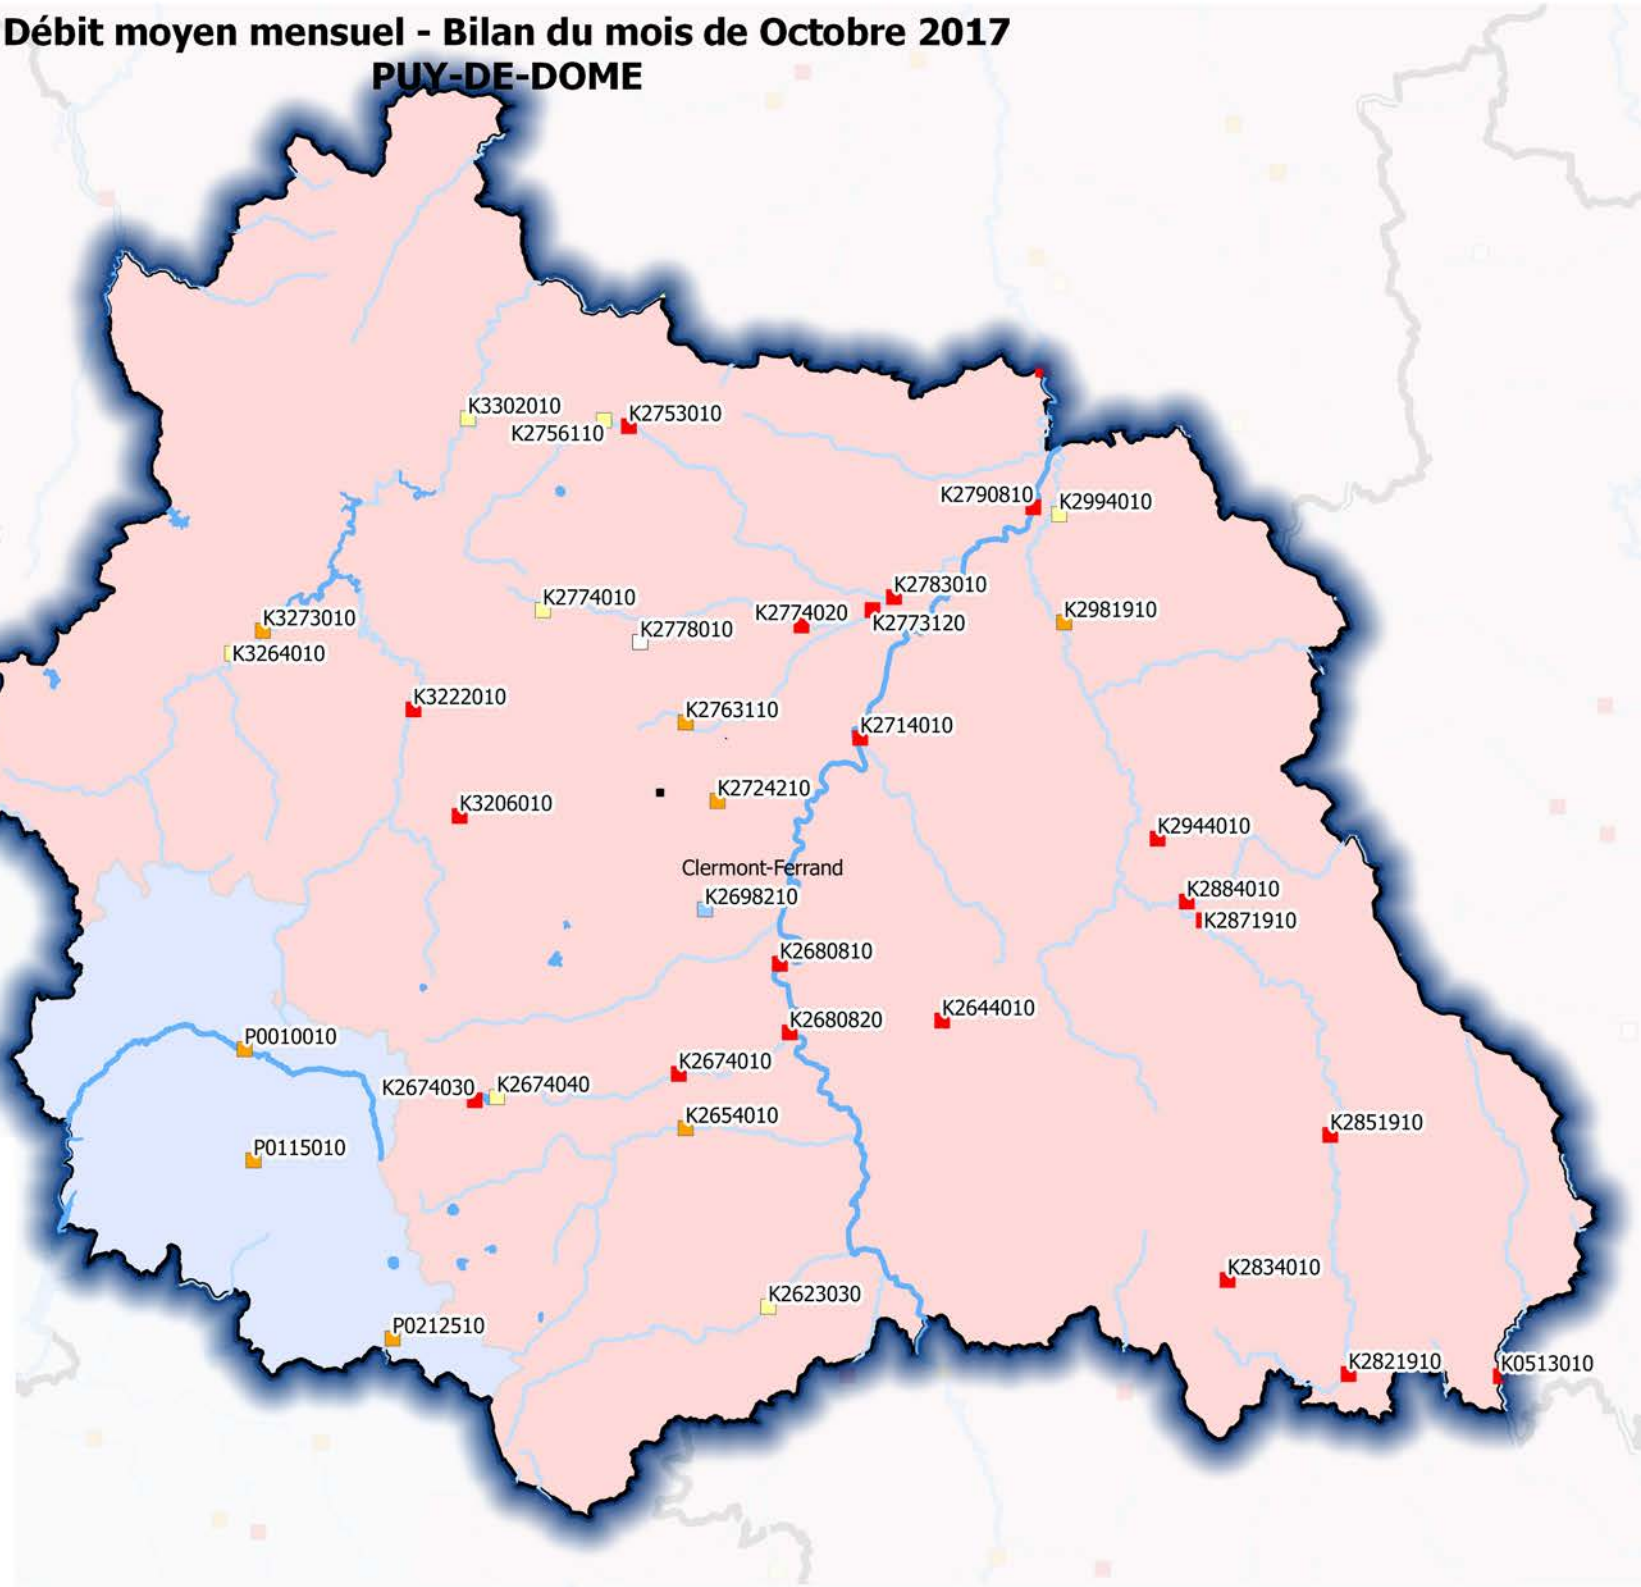 Débit moyen mensuel - Bilan du mois de Octobre 2017
PUY-DE-DOME
K3302010
K2753010
K2756110
K2790810
K2994010
K2783010
K2774010
K2774020
K2981910
K3273010
K2773120
K2778010
K3264010
K3222010
K2763110
K2714010
K2724210
K3206010
K2944010
Clermont-Ferrand
K2884010
K2698210
K2871910
K2680810
K2644010
K2680820
P0010010
K2674010
K2674030
K2674040
K2654010
K2851910
P0115010
K2834010
K2623030
P0212510
K2821910
K0513010